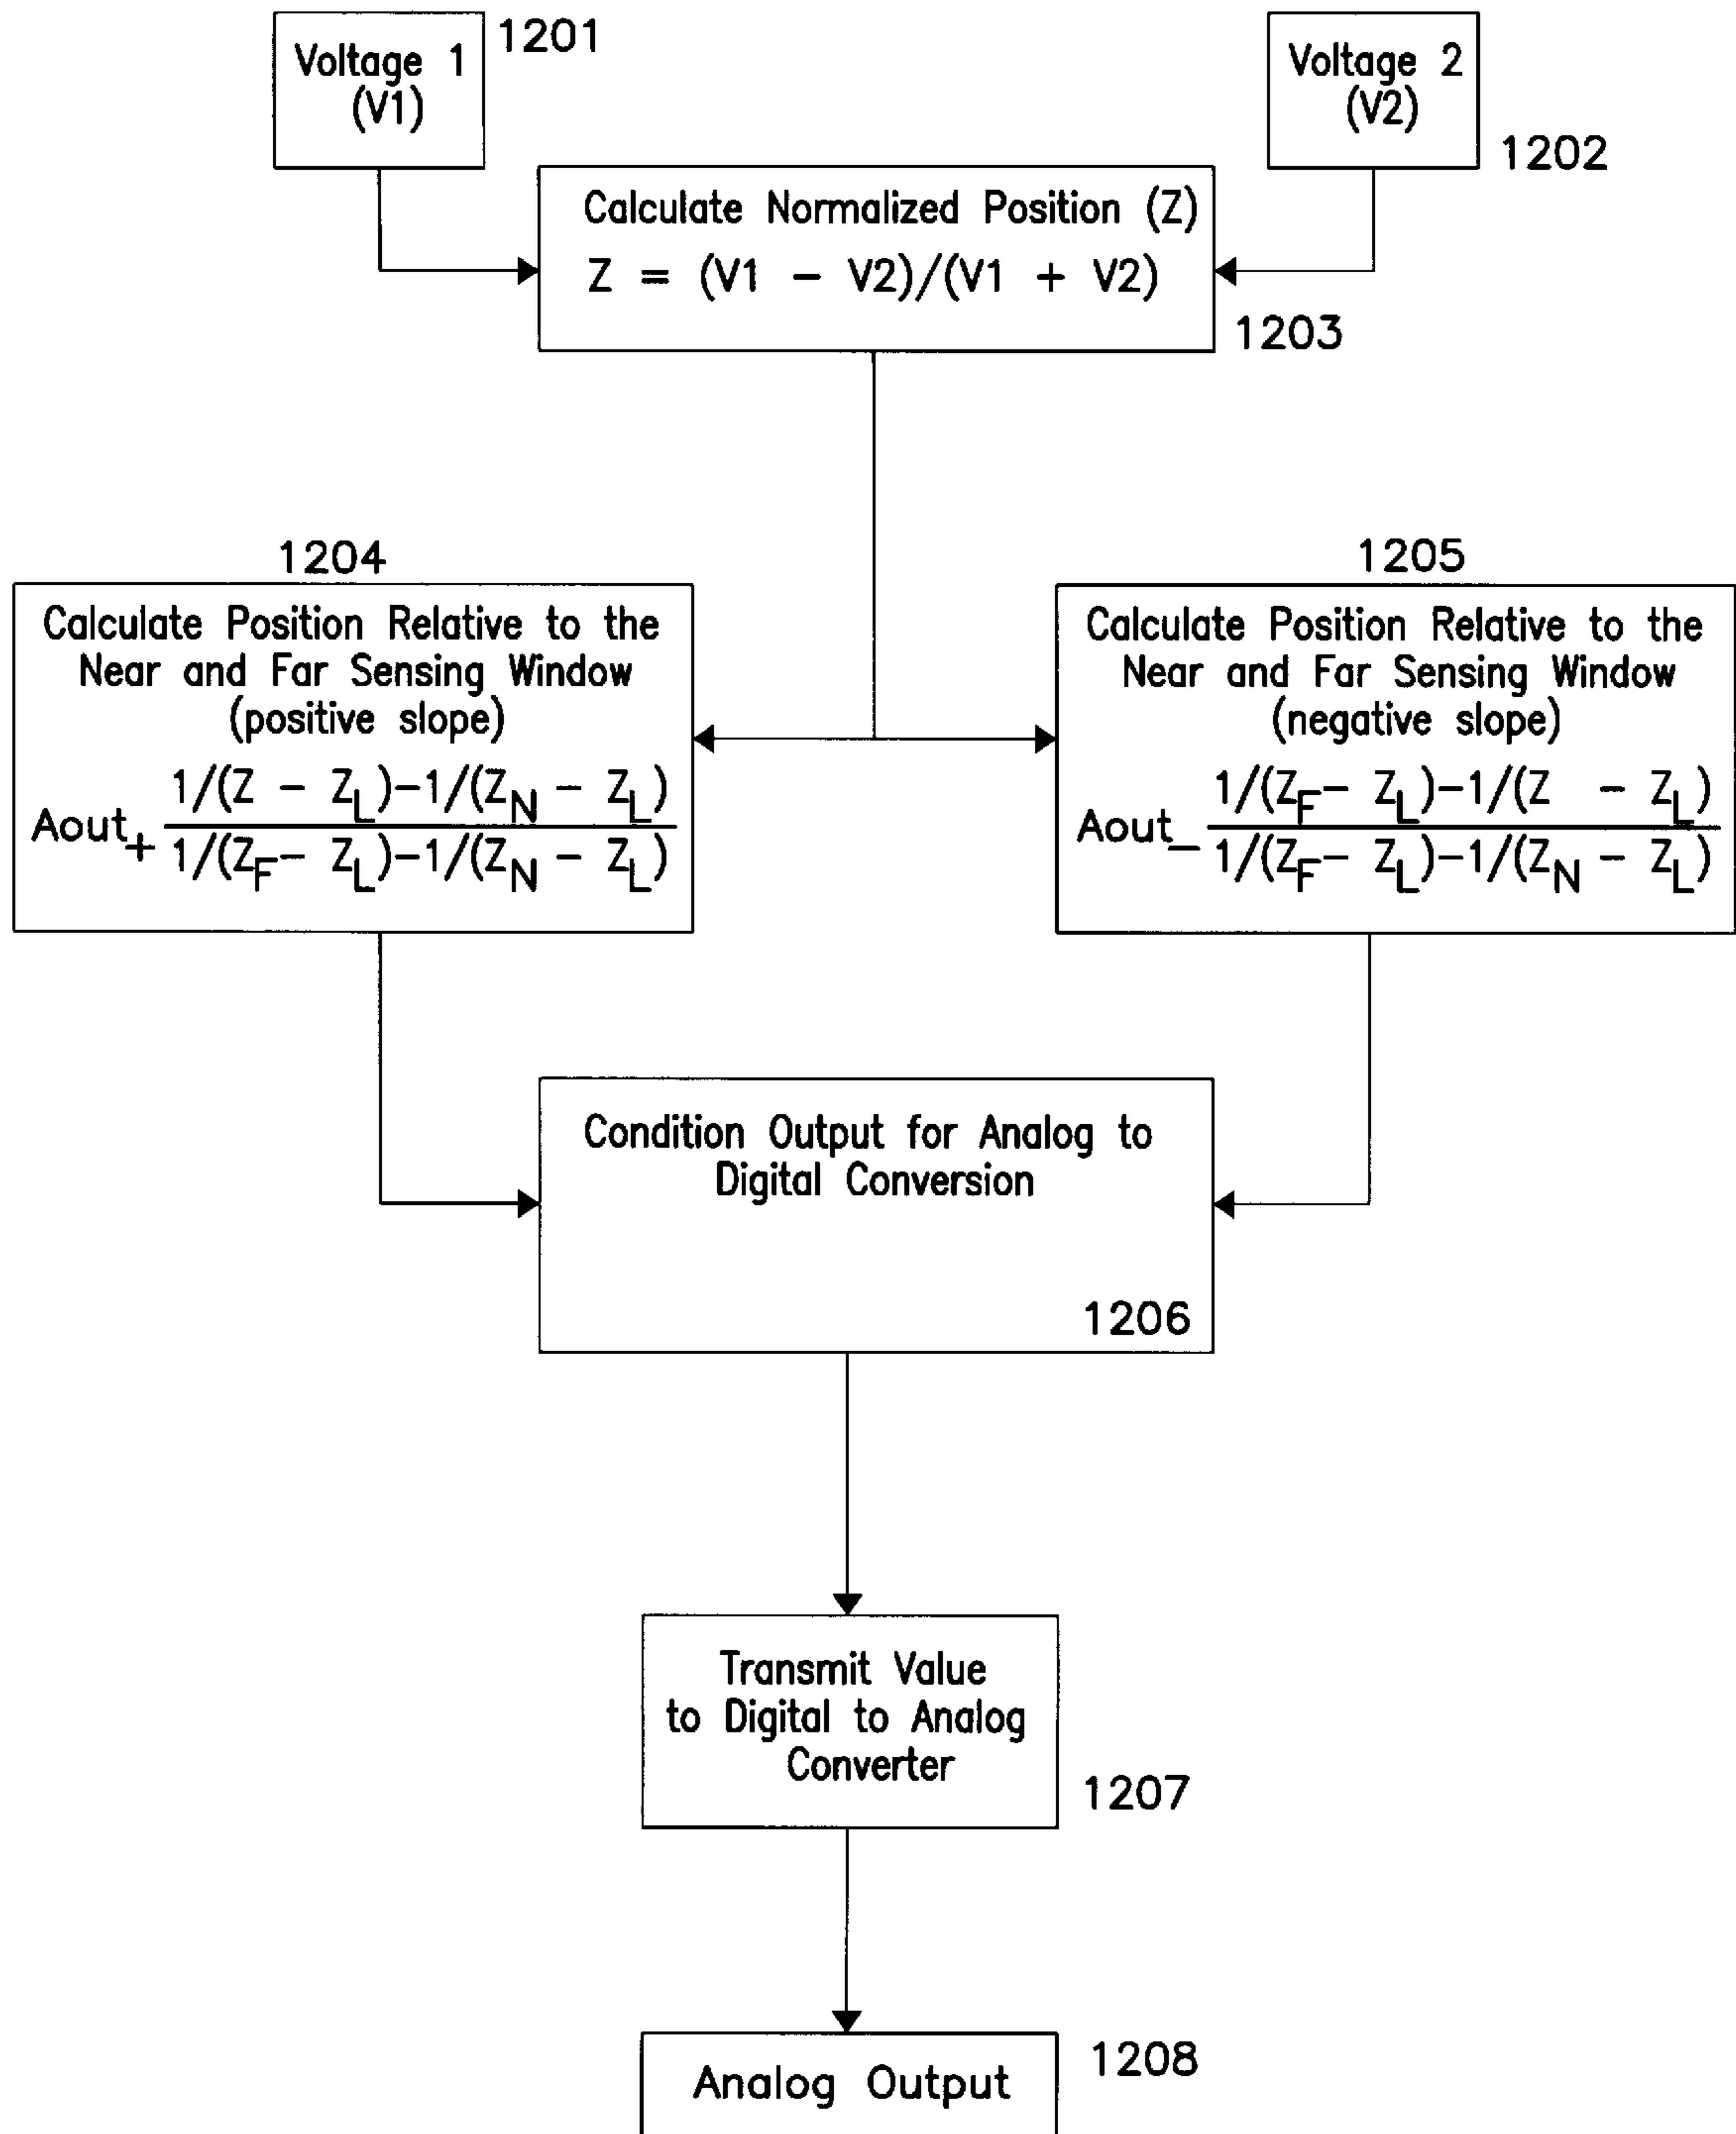 Voltage 1
(V1)
1201
Voltage 2
(V2)
1202
Calculate Normalized Position (Z)
Z = (V1 - V2)/(V1 + V2)
1203
1204
Calculate Position Relative to the
Near and Far Sensing Window
(positive slope)
Aout+ 1/(Z - ZL)-1/(ZN - ZL)
1/(ZF- ZL)-1/(ZN - ZL)
1205
Calculate Position Relative to the
Near and Far Sensing Window
(negative slope)
Aout- 1/(ZF- ZL)-1/(Z - ZL)
1/(ZF- ZL)-1/(ZN - ZL)
Condition Output for Analog to
Digital Conversion
1206
Transmit Value
to Digital to Analog
Converter
1207
Analog Output
1208